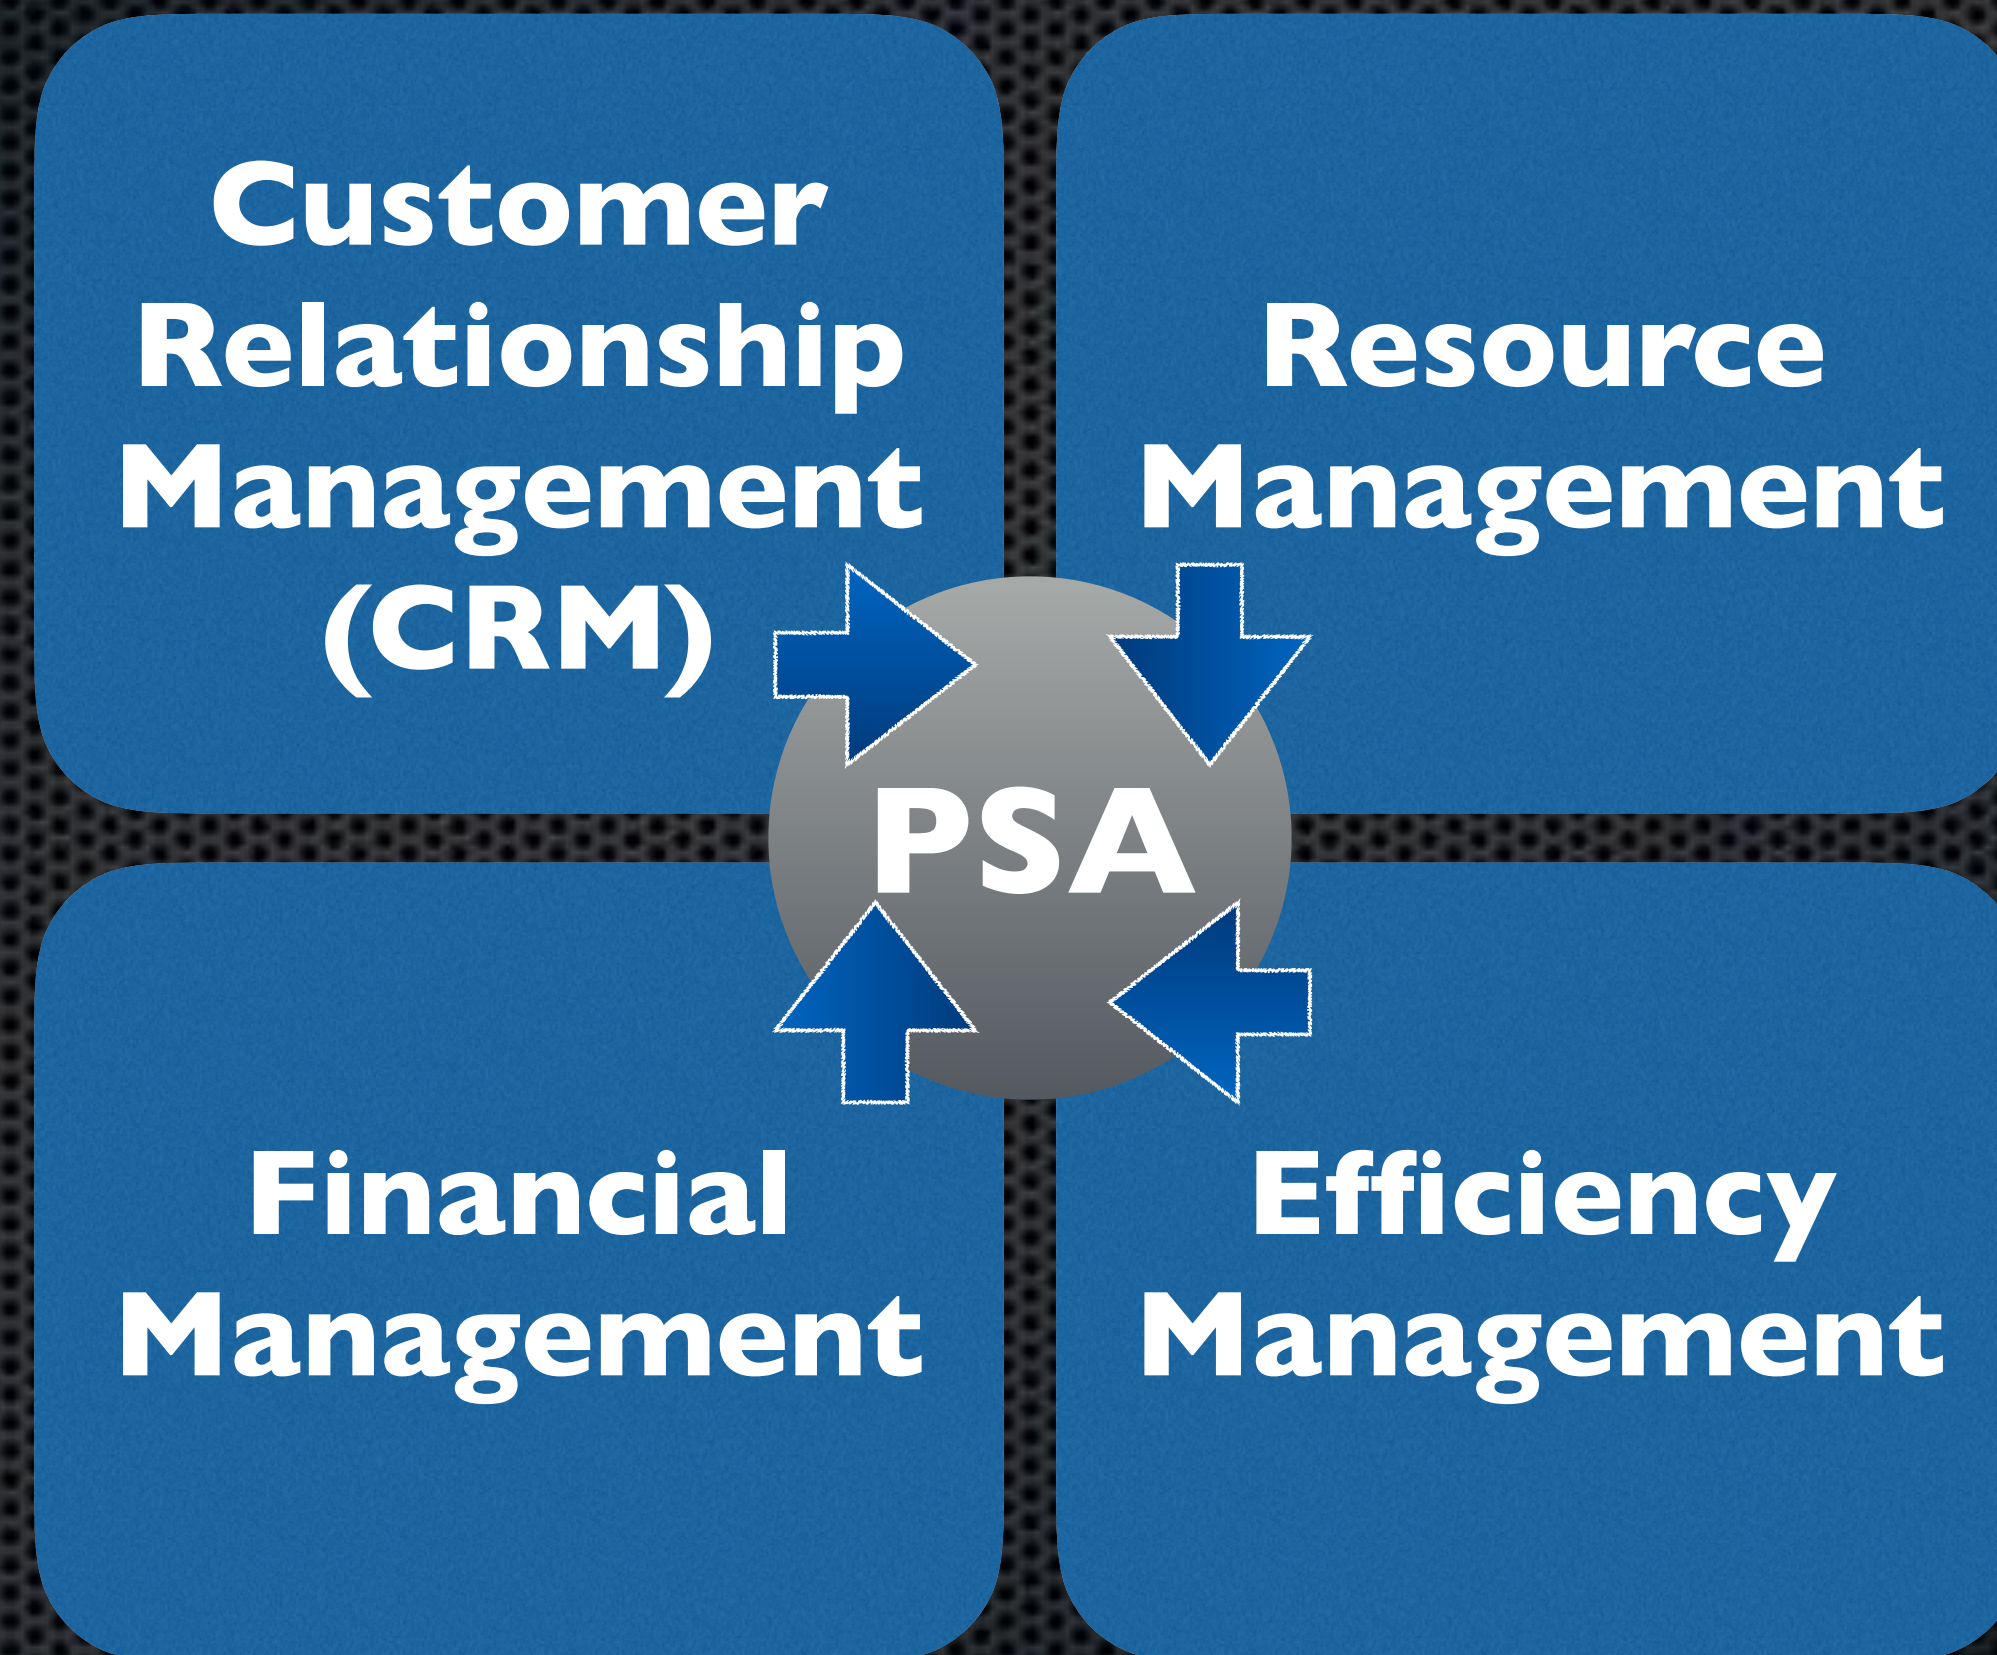 Customer
Relationship
Management
(CRM)
Resource
Management
PSA
Financial
Management
Efficiency
Management